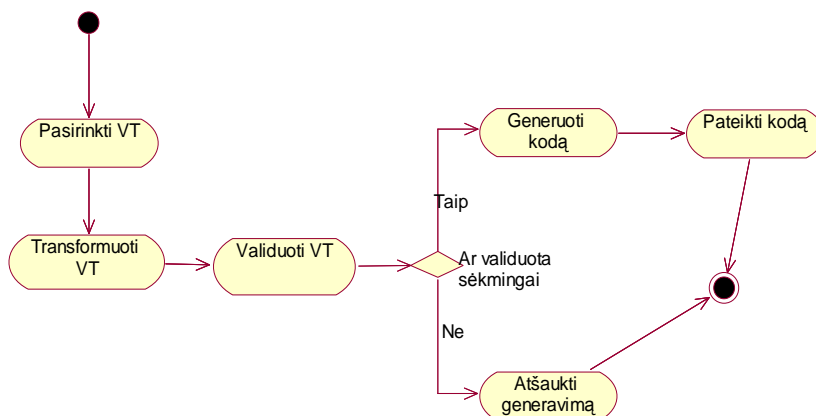 Pasirinkti VT
Transformuoti
VT
Validuoti VT
Ar validuota
sėkmingai
Taip
Generuoti
kodą
Pateikti kodą
Ne
Atšaukti
generavimą